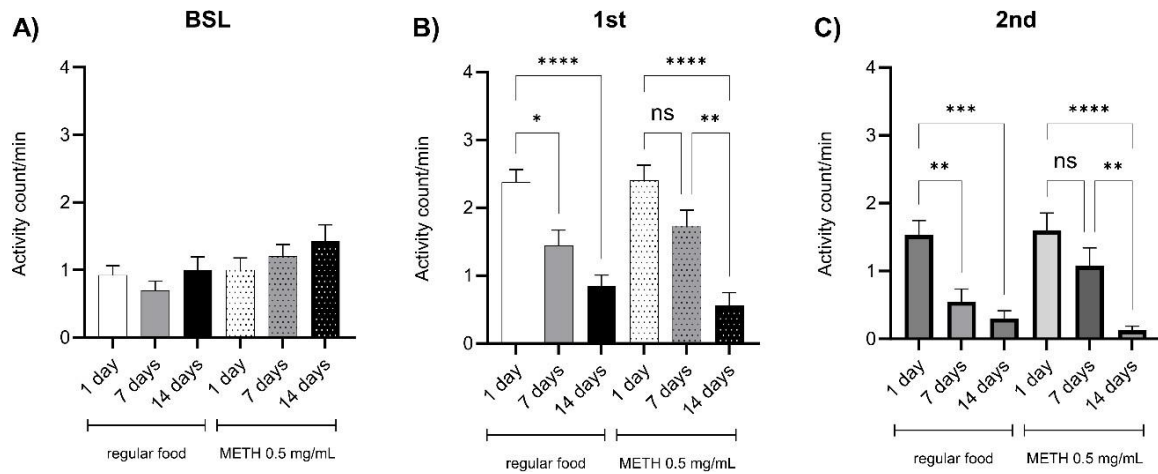 A)
BSL
Activity count/min
4
3
2
1
0
1 day
7 days
14 days
1 day
7 days
14 days
regular food
METH 0.5 mg/mL
B)
1st
Activity count/min
4
3
2
1
0
****
****
*
ns
**
1 day
7 days
14 days
1 day
7 days
14 days
regular food
METH 0.5 mg/mL
C)
2nd
Activity count/min
4
3
2
1
0
***
****
**
ns
**
1 day
7 days
14 days
1 day
7 days
14 days
regular food
METH 0.5 mg/mL